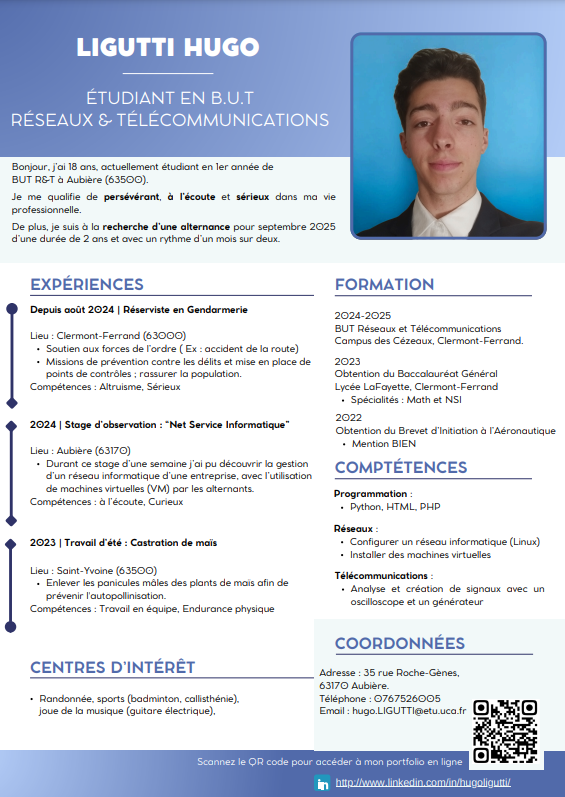 LIGUTTI HUGO
ÉTUDIANT EN B.U.T
RÉSEAUX & TÉLÉCOMMUNICATIONS
Bonjour, j'ai 18 ans, actuellement étudiant en 1er année de
BUT R&T à Aubière (63500).
Je me qualifie de persévérant, à l'écoute et sérieux dans ma vie
professionnelle.
De plus, je suis à la recherche d'une alternance pour septembre 2025
d'une durée de 2 ans et avec un rythme d'un mois sur deux.
EXPÉRIENCES
Depuis août 2024 | Réserviste en Gendarmerie
Lieu : Clermont-Ferrand (63000)
• Soutien aux forces de l'ordre ( Ex : accident de la route)
• Missions de prévention contre les délits et mise en place de
points de contrôles ; rassurer la population.
Compétences : Altruisme, Sérieux
2024 | Stage d'observation : "Net Service Informatique"
Lieu : Aubière (63170)
• Durant ce stage d'une semaine j'ai pu découvrir la gestion
d'un réseau informatique d'une entreprise, avec l'utilisation
de machines virtuelles (VM) par les alternants.
Compétences : à l'écoute, Curieux
2023 | Travail d'été : Castration de maïs
Lieu : Saint-Yvoine (63500)
• Enlever les panicules mâles des plants de maïs afin de
prévenir l'autopollinisation.
Compétences : Travail en équipe, Endurance physique
CENTRES D'INTÉRÊT
• Randonnée, sports (badminton, callisthénie),
joue de la musique (guitare électrique),
FORMATION
2024-2025
BUT Réseaux et Télécommunications
Campus des Cézeaux, Clermont-Ferrand.
2023
Obtention du Baccalauréat Général
Lycée LaFayette, Clermont-Ferrand
• Spécialités : Math et NSI
2022
Obtention du Brevet d'Initiation à l'Aéronautique
• Mention BIEN
COMPTÉTENCES
Programmation :
• Python, HTML, PHP
Réseaux :
• Configurer un réseau informatique (Linux)
• Installer des machines virtuelles
Télécommunications :
• Analyse et création de signaux avec un
oscilloscope et un générateur
COORDONNÉES
Adresse : 35 rue Roche-Gènes,
63170 Aubière.
Téléphone : 0767526005
Email : hugo.LIGUTTI@etu.uca.fr
Scannez le QR code pour accéder à mon portfolio en ligne
in
http://www.linkedin.com/in/hugoligutti/